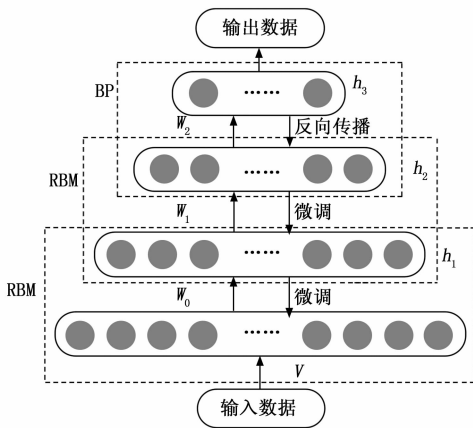 输出数据
BP
h3
……
W2
反向传播
RBM
h2
……
W1
微调
RBM
h1
……
W0
微调
……
V
输入数据